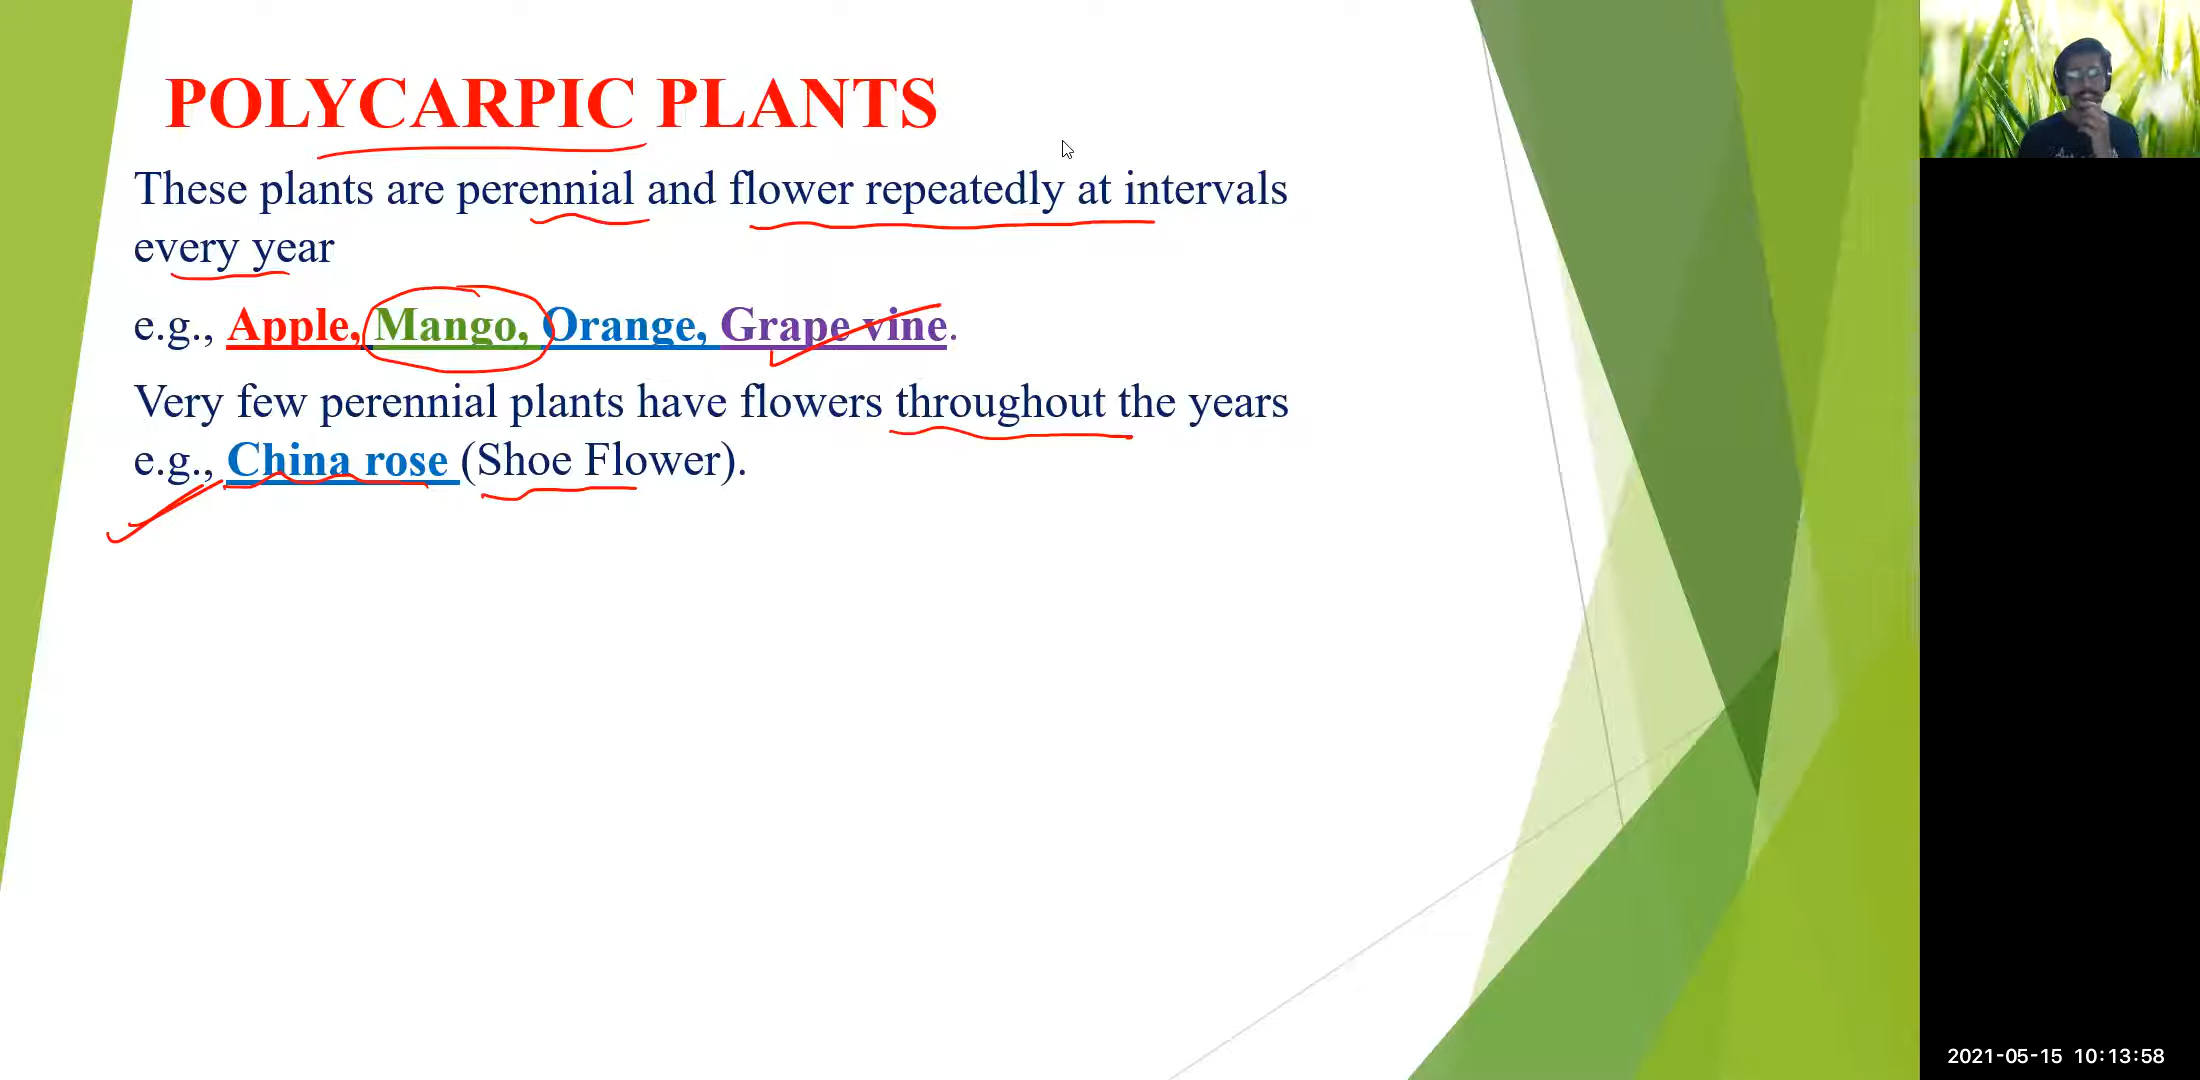 POLYCARPIC PLANTS
These plants are perennial and flower repeatedly at intervals
every year
e.g., Apple, Mango, Orange, Grape vine.
Very few perennial plants have flowers throughout the years
e.g., China rose (Shoe Flower).
2021-05-15 10:13:58